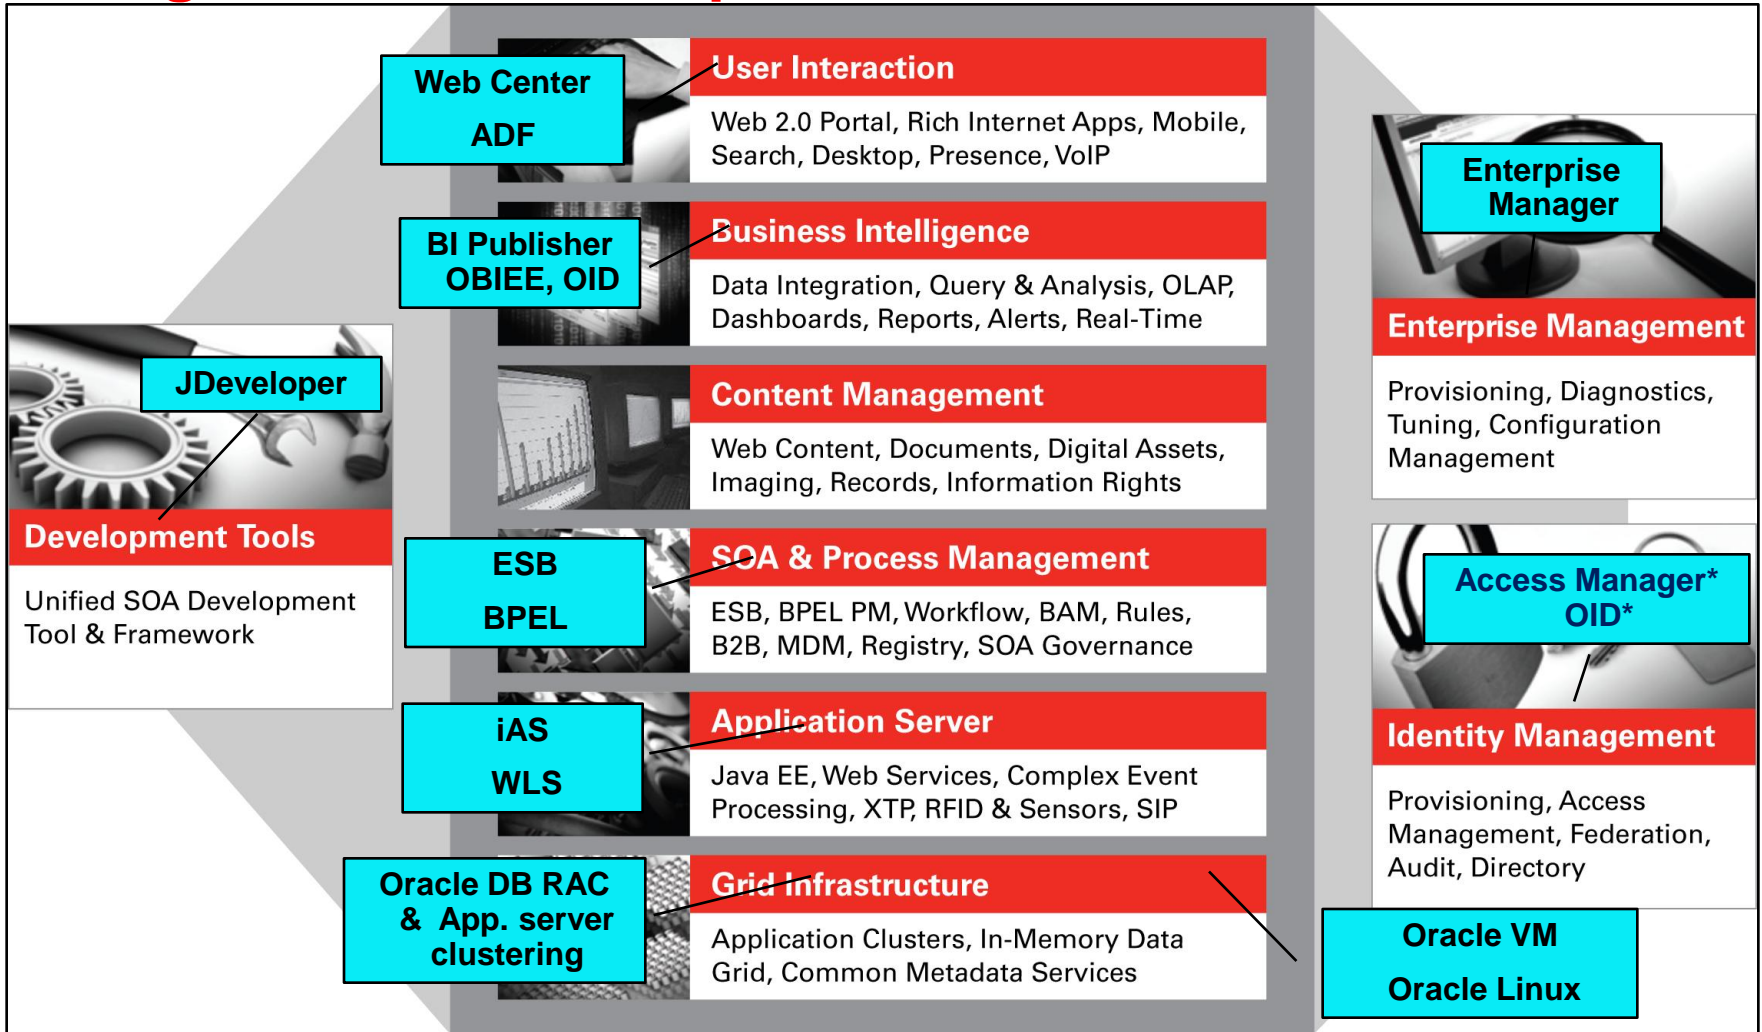 Web Center
ADF
User Interaction
Web 2.0 Portal, Rich Internet Apps, Mobile,
Search, Desktop, Presence, VoIP
BI Publisher
OBIEE, OID
Business Intelligence
Data Integration, Query & Analysis, OLAP,
Dashboards, Reports, Alerts, Real-Time
Content Management
Web Content, Documents, Digital Assets,
Imaging, Records, Information Rights
JDeveloper
Development Tools
Unified SOA Development
Tool & Framework
ESB
BPEL
SOA & Process Management
ESB, BPEL PM, Workflow, BAM, Rules,
B2B, MDM, Registry, SOA Governance
iAS
WLS
Application Server
Java EE, Web Services, Complex Event
Processing, XTP, RFID & Sensors, SIP
Oracle DB RAC
& App. server
clustering
Grid Infrastructure
Application Clusters, In-Memory Data
Grid, Common Metadata Services
Enterprise
Manager
Enterprise Management
Provisioning, Diagnostics,
Tuning, Configuration
Management
Access Manager*
OID*
Identity Management
Provisioning, Access
Management, Federation,
Audit, Directory
Oracle VM
Oracle Linux